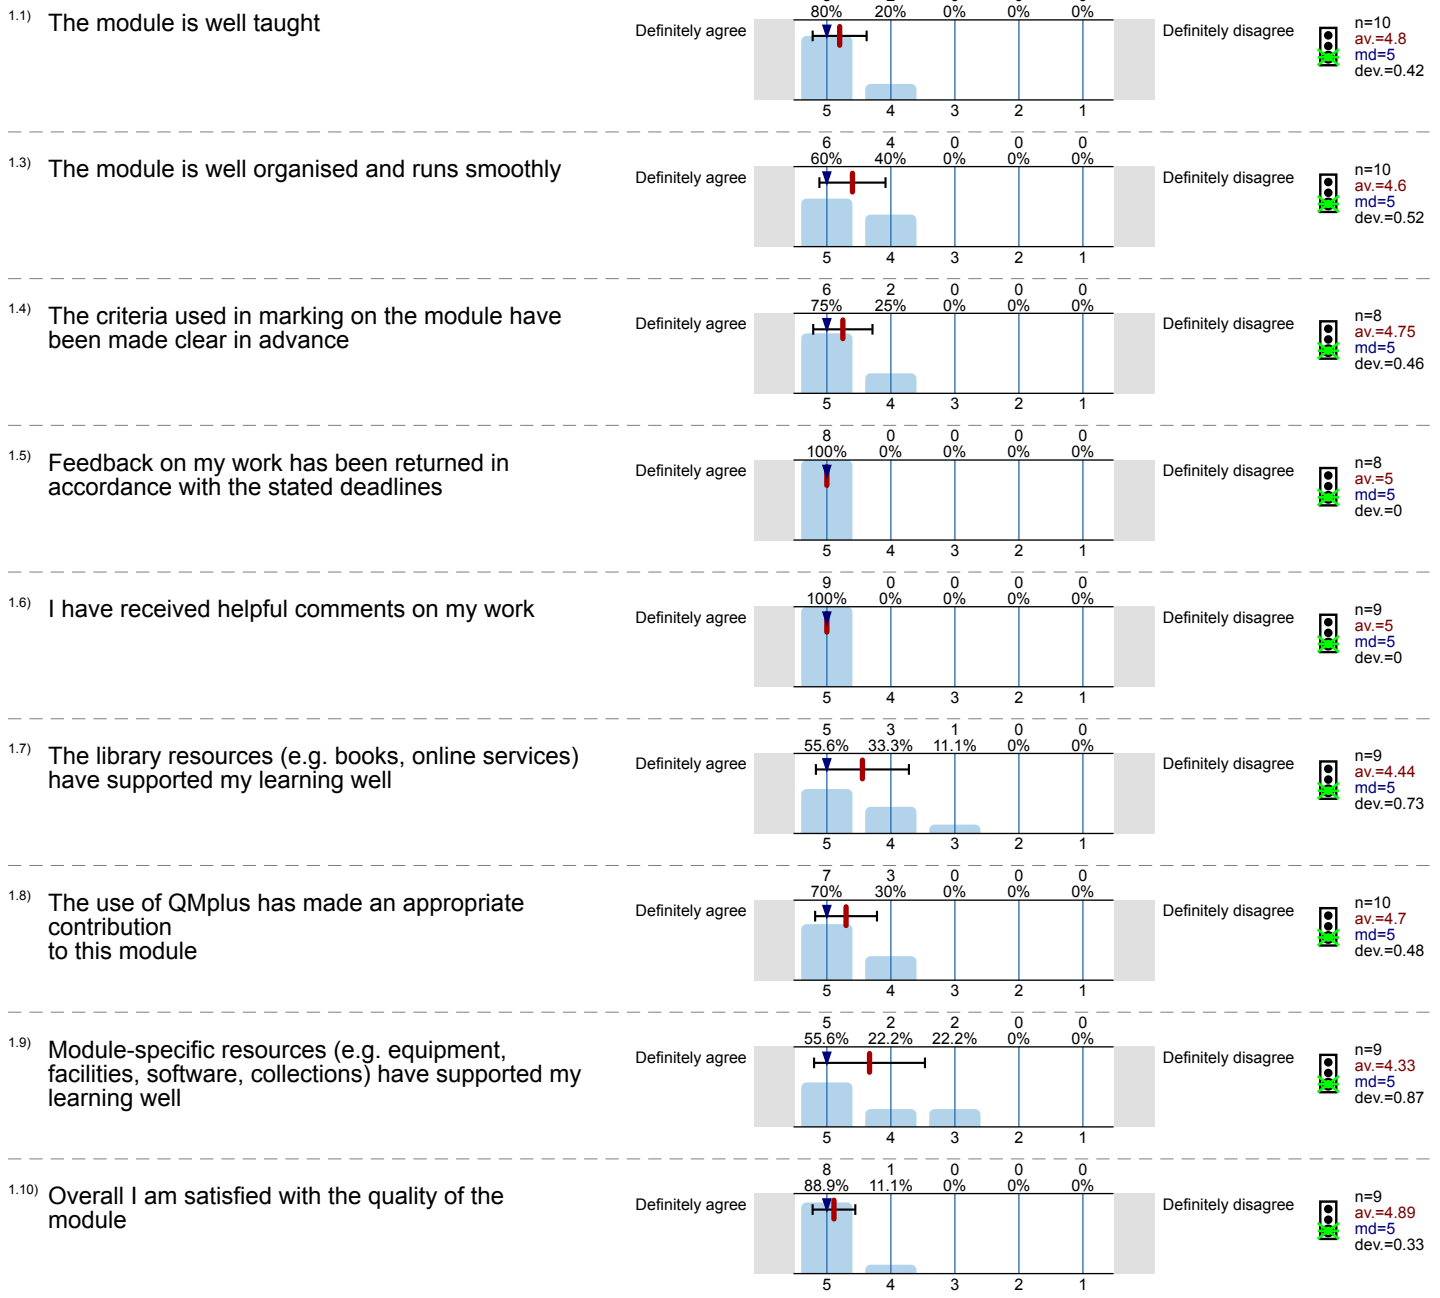 8 2 0 0 0
80% 20% 0% 0% 0%
1.1) The module is well taught
Definitely agree
Definitely disagree
n=10
av.=4.8
md=5
dev.=0.42
5 4 3 2 1
6 4 0 0 0
60% 40% 0% 0% 0%
1.3) The module is well organised and runs smoothly
Definitely agree
Definitely disagree
n=10
av.=4.6
md=5
dev.=0.52
5 4 3 2 1
6 2 0 0 0
75% 25% 0% 0% 0%
1.4) The criteria used in marking on the module have
been made clear in advance
Definitely agree
Definitely disagree
n=8
av.=4.75
md=5
dev.=0.46
5 4 3 2 1
8 0 0 0 0
100% 0% 0% 0% 0%
1.5) Feedback on my work has been returned in
accordance with the stated deadlines
Definitely agree
Definitely disagree
n=8
av.=5
md=5
dev.=0
5 4 3 2 1
9 0 0 0 0
100% 0% 0% 0% 0%
1.6) I have received helpful comments on my work
Definitely agree
Definitely disagree
n=9
av.=5
md=5
dev.=0
5 4 3 2 1
5 3 1 0 0
55.6% 33.3% 11.1% 0% 0%
1.7) The library resources (e.g. books, online services)
have supported my learning well
Definitely agree
Definitely disagree
n=9
av.=4.44
md=5
dev.=0.73
5 4 3 2 1
7 3 0 0 0
70% 30% 0% 0% 0%
1.8) The use of QMplus has made an appropriate
contribution
to this module
Definitely agree
Definitely disagree
n=10
av.=4.7
md=5
dev.=0.48
5 4 3 2 1
5 2 2 0 0
55.6% 22.2% 22.2% 0% 0%
1.9) Module-specific resources (e.g. equipment,
facilities, software, collections) have supported my
learning well
Definitely agree
Definitely disagree
n=9
av.=4.33
md=5
dev.=0.87
5 4 3 2 1
8 1 0 0 0
88.9% 11.1% 0% 0% 0%
1.10) Overall I am satisfied with the quality of the
module
Definitely agree
Definitely disagree
n=9
av.=4.89
md=5
dev.=0.33
5 4 3 2 1